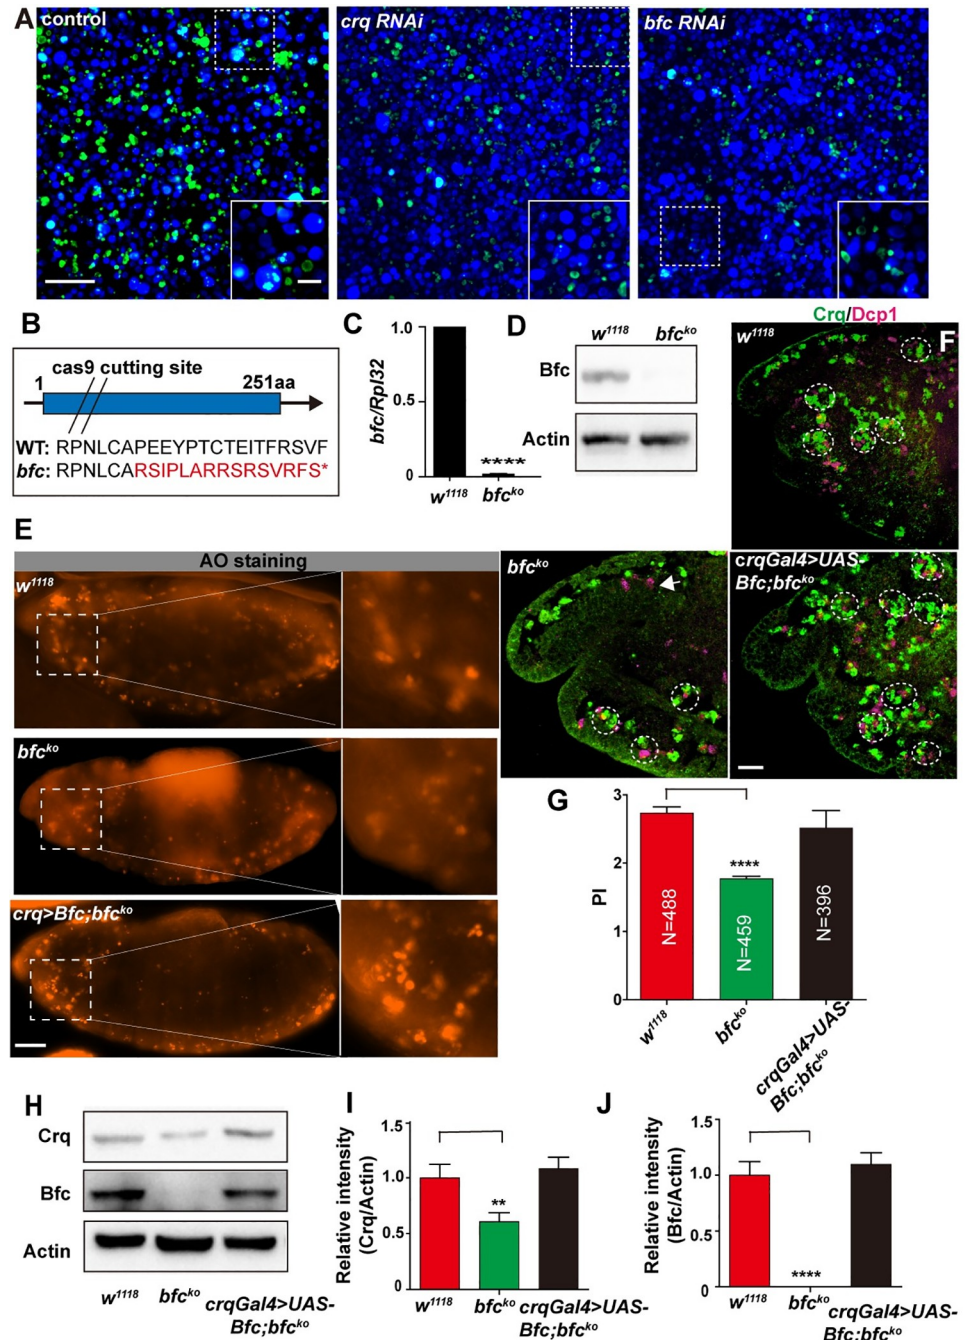 A
control
crq RNAi
bfc RNAi
B
cas9 cutting site
1
251aa
WT: RPNLCAPEEYPTCTEITFRSVF
bfc: RPNLCARSIPLARRSRSVRFS*
C
bfc/Rpl32
1.0
0.5
0
****
w1118
bfcko
D
w1118
bfcko
Bfc
Actin
E
AO staining
w1118
bfcko
crq>Bfc;bfcko
Crq/Dcp1
F
w1118
bfcko
crqGal4>UAS-
Bfc;bfcko
G
PI
3
2
1
0
****
N=488
N=459
N=396
w1118
bfcko
crqGal4>UAS-
Bfc;bfcko
H
Crq
Bfc
Actin
w1118
bfcko
crqGal4>UAS-
Bfc;bfcko
I
Relative intensity
(Crq/Actin)
1.5
1.0
0.5
0
**
w1118
bfcko
crqGal4>UAS-
Bfc;bfcko
J
Relative intensity
(Bfc/Actin)
1.5
1.0
0.5
0
****
w1118
bfcko
crqGal4>UAS-
Bfc;bfcko